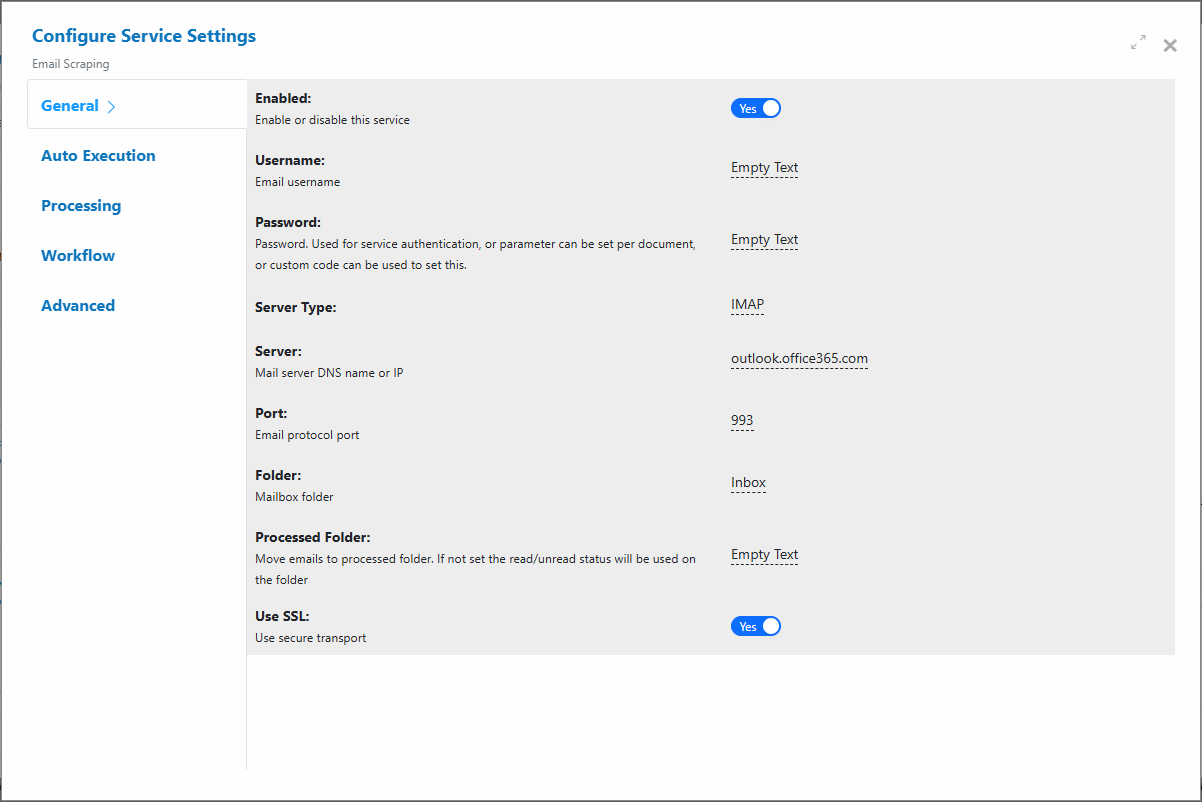 Configure Service Settings
Email Scraping
General
Auto Execution
Processing
Workflow
Advanced
Enabled:
Enable or disable this service
Yes
Username:
Email username
Empty Text
Password:
Password. Used for service authentication, or parameter can be set per document,
or custom code can be used to set this.
Empty Text
Server Type:
IMAP
Server:
Mail server DNS name or IP
outlook.office365.com
Port:
Email protocol port
993
Folder:
Mailbox folder
Inbox
Processed Folder:
Move emails to processed folder. If not set the read/unread status will be used on
the folder
Empty Text
Use SSL:
Use secure transport
Yes